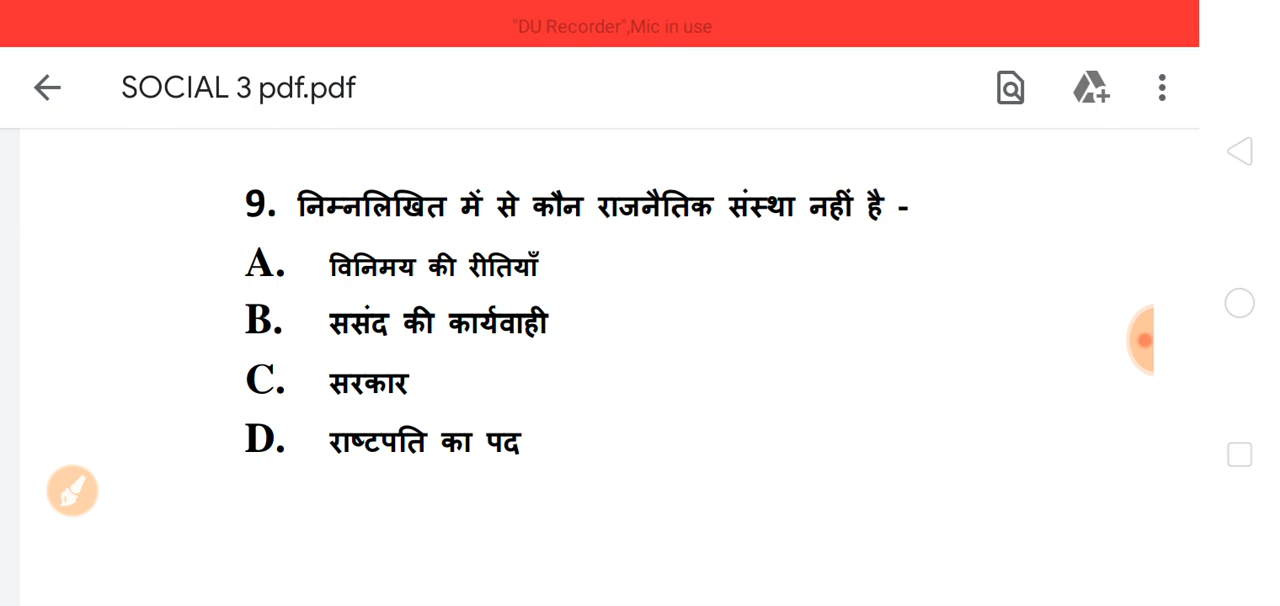 "DU Recorder",Mic in use
SOCIAL 3 pdf.pdf
9. निम्नलिखित में से कौन राजनैतिक संस्था नहीं है -
A. विनिमय की रीतियाँ
B. ससंद की कार्यवाही
C. सरकार
D. राष्टपति का पद